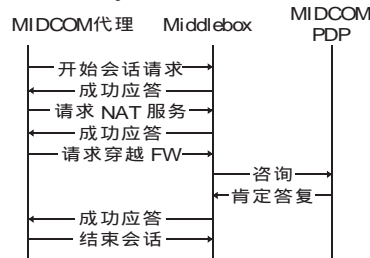 MIDCOM代理
Middlebox
MIDCOM
PDP
开始会话请求
成功应答
请求 NAT 服务
成功应答
请求穿越 FW
咨询
肯定答复
成功应答
结束会话